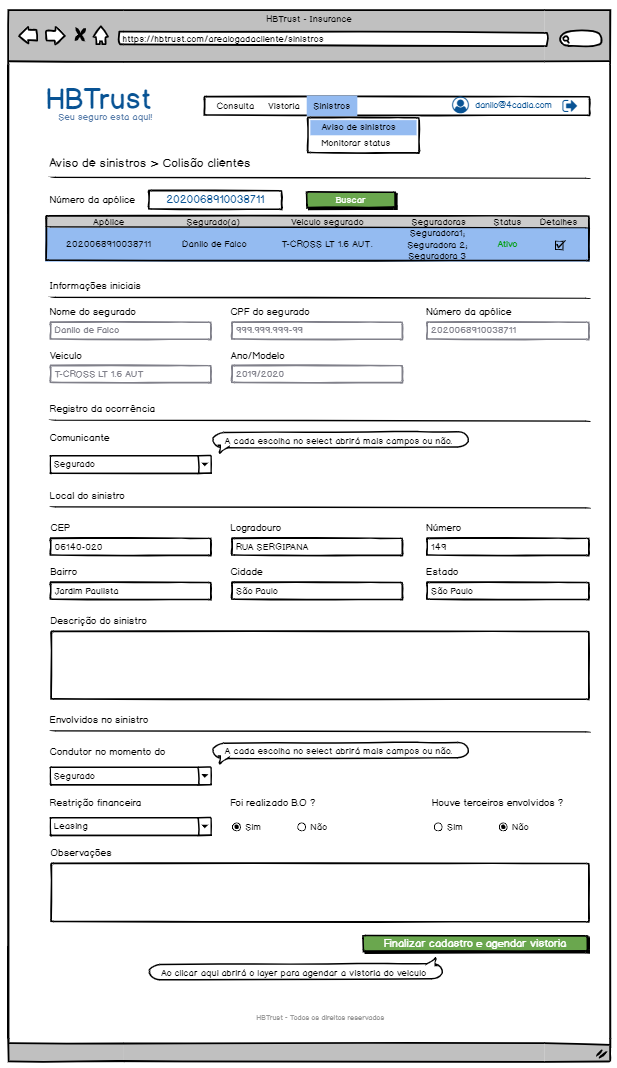 HBTrust - Insurance
https://hbtrust.com/arealogadacliente/sinistros
HBTrust
Seu seguro esta aqui!
Consulta Vistoria Sinistros
danilo@4cadia.com
Aviso de sinistros
Monitorar status
Aviso de sinistros > Colisão clientes
Número da apólice 2020068910038711 Buscar
Apólice Segurado(a) Veiculo segurado Seguradoras Status Detalhes
2020068910038711 Danilo de Falco T-CROSS LT 1.6 AUT. Seguradora1; Ativo
Seguradora 2;
Seguradora 3
Informações iniciais
Nome do segurado CPF do segurado Número da apólice
Danilo de Falco 999.999.999-99 2020068910038711
Veiculo Ano/Modelo
T-CROSS LT 1.6 AUT 2019/2020
Registro da ocorrência
Comunicante
A cada escolha no select abrirá mais campos ou não.
Segurado
Local do sinistro
CEP Logradouro Número
06140-020 RUA SERGIPANA 149
Bairro Cidade Estado
Jardim Paulista São Paulo São Paulo
Descrição do sinistro
Envolvidos no sinistro
Condutor no momento do
A cada escolha no select abrirá mais campos ou não.
Segurado
Restrição financeira Foi realizado B.O ? Houve terceiros envolvidos ?
Leasing Sim Não Sim Não
Observações
Finalizar cadastro e agendar vistoria
Ao clicar aqui abrirá o layer para agendar a vistoria do veiculo
HBTrust - Todos os direitos reservados